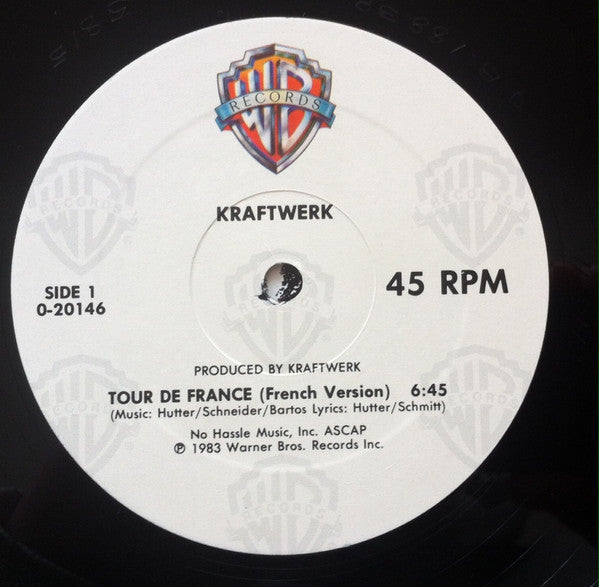 WB
RECORDS
KRAFTWERK
SIDE 1
0-20146
45 RPM
PRODUCED BY KRAFTWERK
TOUR DE FRANCE (French Version) 6:45
(Music: Hutter/Schneider/Bartos Lyrics: Hutter/Schmitt)
No Hassle Music, Inc. ASCAP
℗ 1983 Warner Bros. Records Inc.